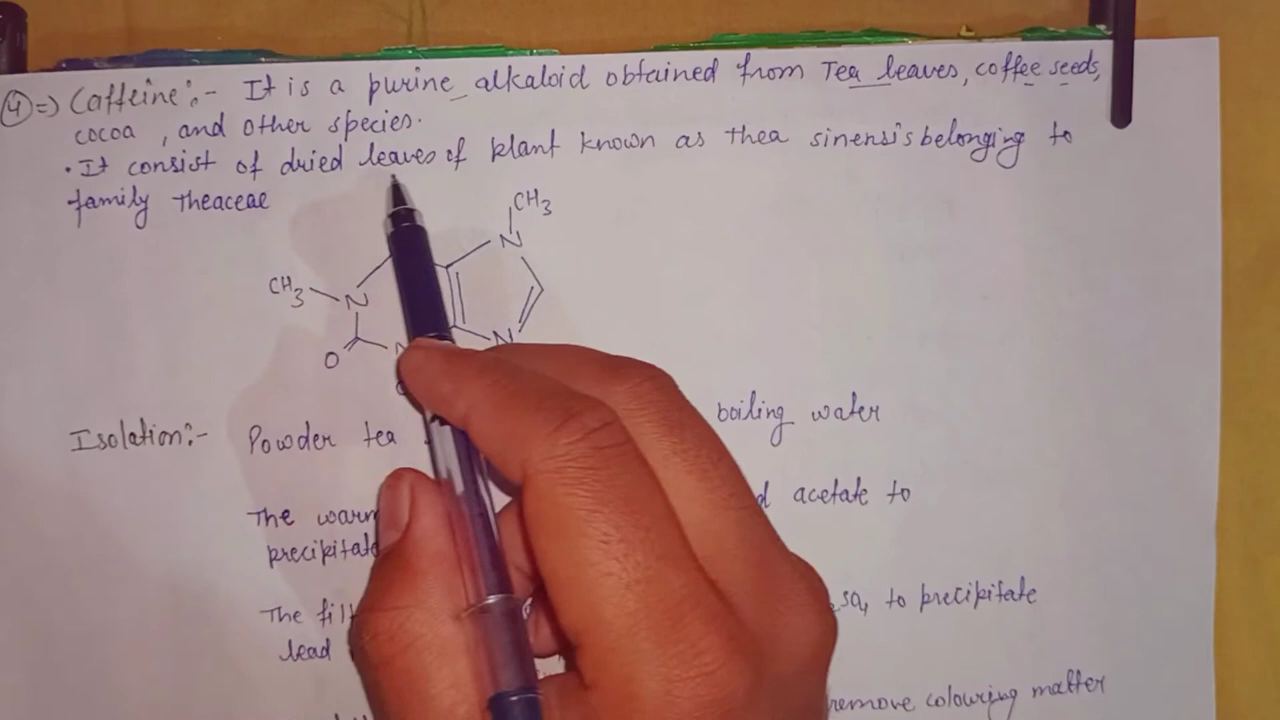 ④=) Caffeine:- It is a purine alkaloid obtained from Tea leaves, coffee seeds,
cocoa , and other species.
• It consist of dried leaves of plant known as thea sinensis belonging to
family theaceae
CH3
N
CH3
N
O
N
Isolation:- Powder tea boiling water
The warm acetate to
precipitate
The to precipitate
lead
remove colouring matter